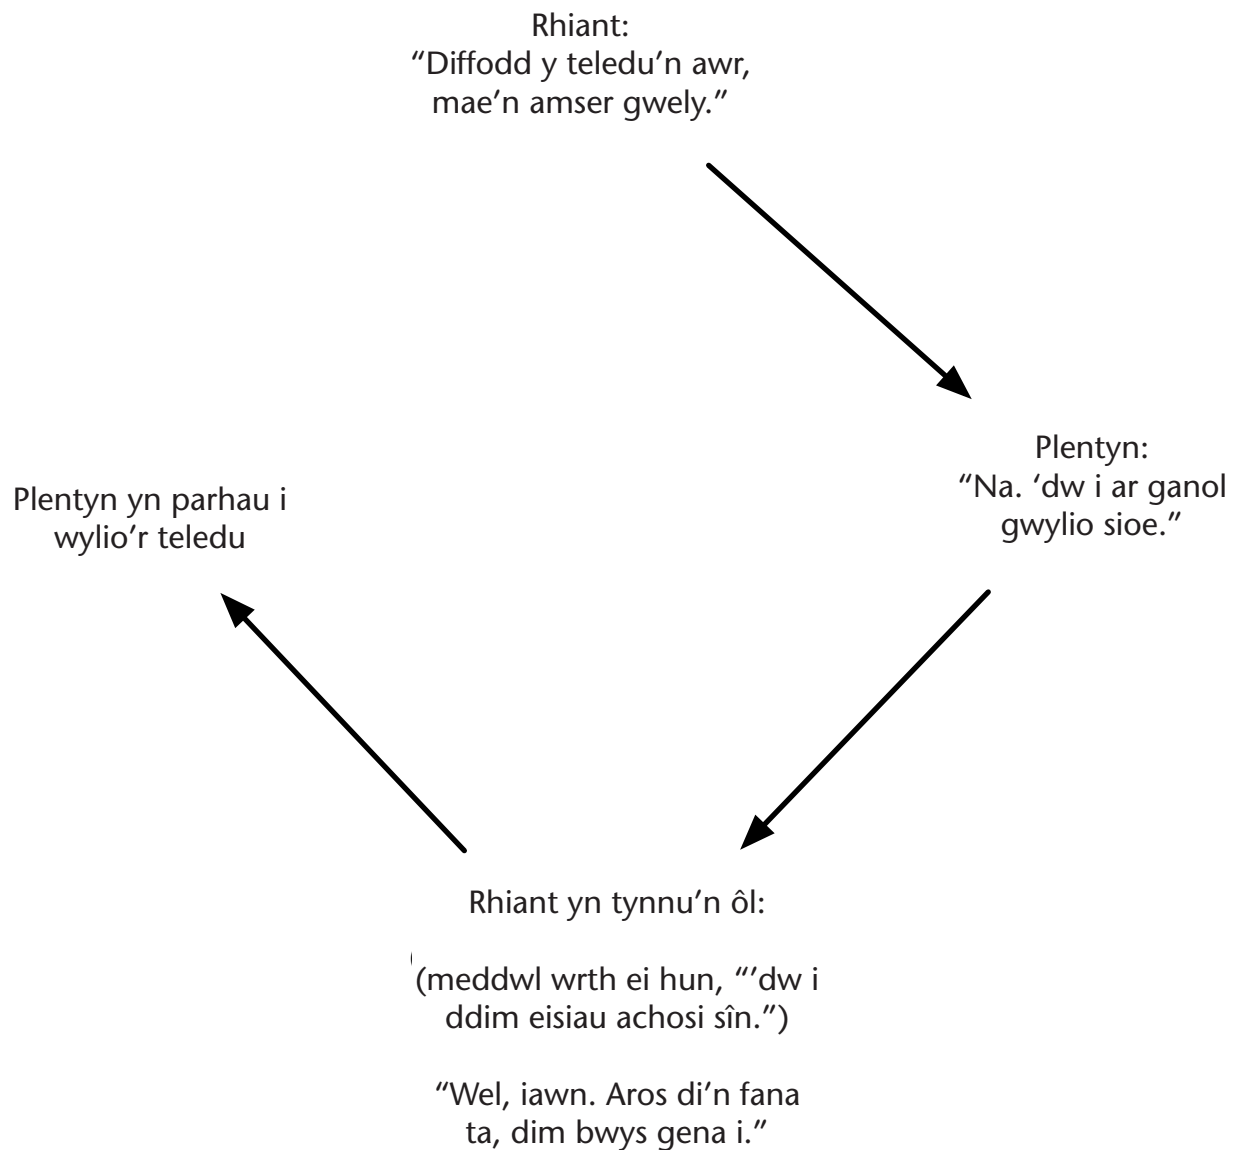 Rhiant:
“Diffodd y teledu’n awr,
mae’n amser gwely.”
Plentyn:
“Na. ‘dw i ar ganol
gwylio sioe.”
Rhiant yn tynnu’n ôl:
(meddwl wrth ei hun, “’dw i
ddim eisiau achosi sîn.”)
“Wel, iawn. Aros di’n fana
ta, dim bwys gena i.”
Plentyn yn parhau i
wylio’r teledu